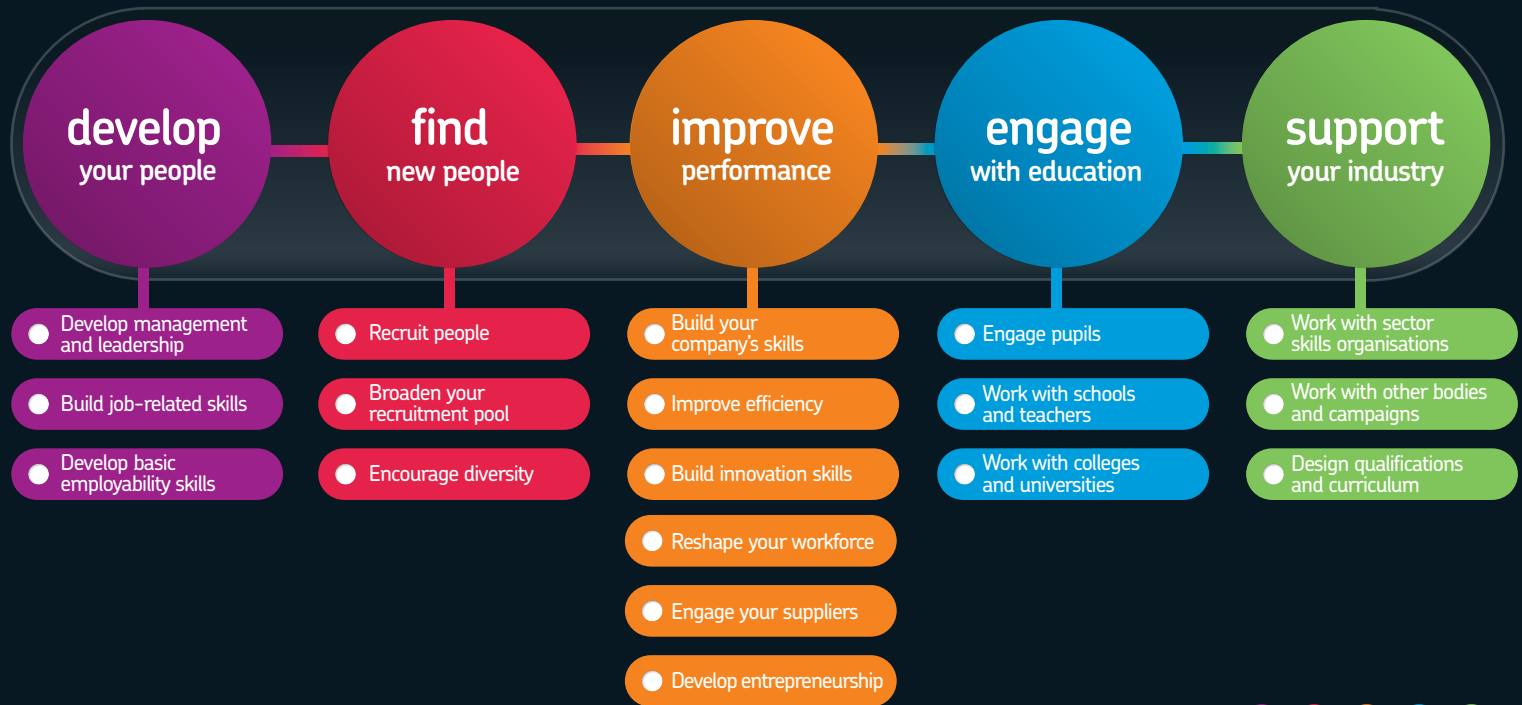 develop
your people
find
new people
improve
performance
engage
with education
support
your industry
Develop management
and leadership
Build job-related skills
Develop basic
employability skills
Recruit people
Broaden your
recruitment pool
Encourage diversity
Build your
company's skills
Improve efficiency
Build innovation skills
Reshape your workforce
Engage your suppliers
Develop entrepreneurship
Engage pupils
Work with schools
and teachers
Work with colleges
and universities
Work with sector
skills organisations
Work with other bodies
and campaigns
Design qualifications
and curriculum